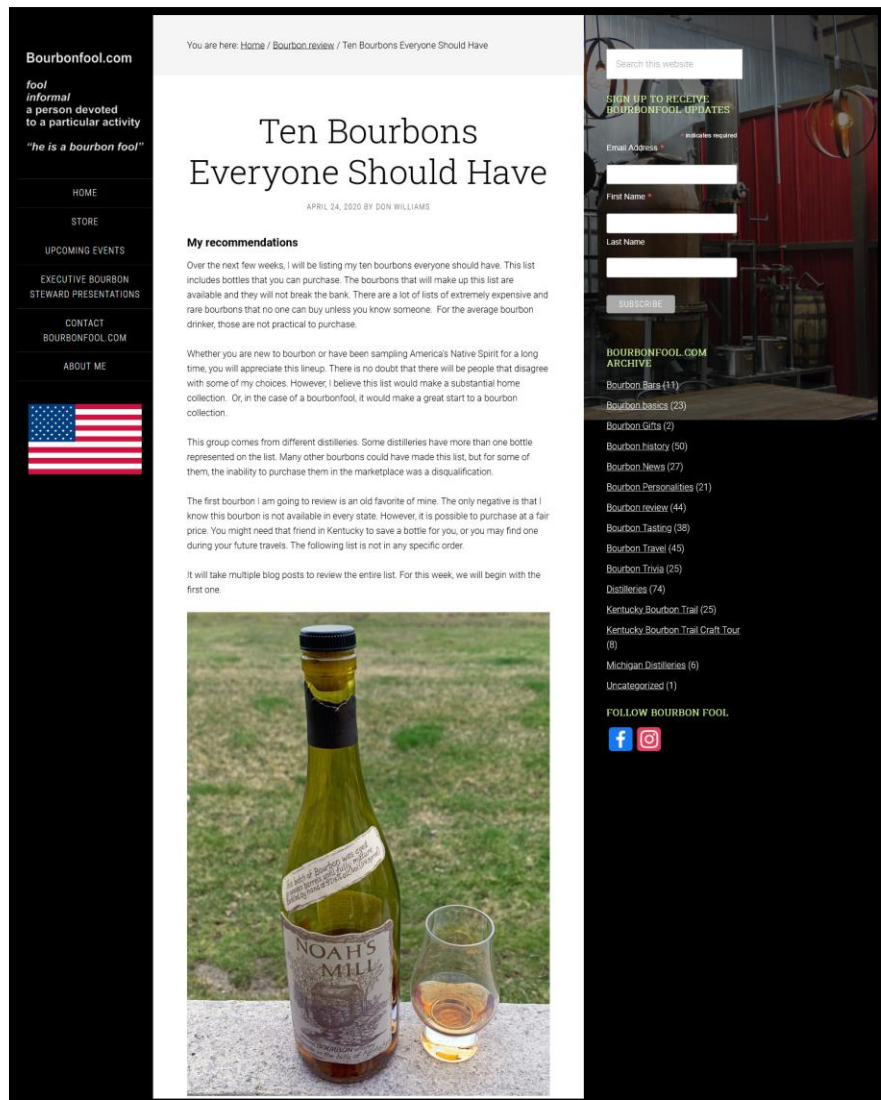 Bourbonfool.com
fool
informal
a person devoted
to a particular activity
“he is a bourbon fool”
HOME
STORE
UPCOMING EVENTS
EXECUTIVE BOURBON
STEWARD PRESENTATIONS
CONTACT
BOURBONFOOL.COM
ABOUT ME
You are here: Home / Bourbon review / Ten Bourbons Everyone Should Have
Ten Bourbons
Everyone Should Have
APRIL 24, 2020 BY DON WILLIAMS
My recommendations
Over the next few weeks, I will be listing my ten bourbons everyone should have. This list
includes bottles that you can purchase. The bourbons that will make up this list are
available and they will not break the bank. There are a lot of lists of extremely expensive and
rare bourbons that no one can buy unless you know someone. For the average bourbon
drinker, those are not practical to purchase.
Whether you are new to bourbon or have been sampling America's Native Spirit for a long
time, you will appreciate this lineup. There is no doubt that there will be people that disagree
with some of my choices. However, I believe this list would make a substantial home
collection. Or, in the case of a bourbonfool, it would make a great start to a bourbon
collection.
This group comes from different distilleries. Some distilleries have more than one bottle
represented on the list. Many other bourbons could have made this list, but for some of
them, the inability to purchase them in the marketplace was a disqualification.
The first bourbon I am going to review is an old favorite of mine. The only negative is that I
know this bourbon is not available in every state. However, it is possible to purchase at a fair
price. You might need that friend in Kentucky to save a bottle for you, or you may find one
during your future travels. The following list is not in any specific order.
It will take multiple blog posts to review the entire list. For this week, we will begin with the
first one.
This batch of Bourbon was aged
in wooden barrels until fully mature
NOAH'S
MILL
Search this website
SIGN UP TO RECEIVE
BOURBONFOOL UPDATES
* indicates required
Email Address *
First Name *
Last Name
SUBSCRIBE
BOURBONFOOL.COM
ARCHIVE
Bourbon Bars (11)
Bourbon basics (23)
Bourbon Gifts (2)
Bourbon history (50)
Bourbon News (27)
Bourbon Personalities (21)
Bourbon review (44)
Bourbon Tasting (38)
Bourbon Travel (45)
Bourbon Trivia (25)
Distilleries (74)
Kentucky Bourbon Trail (25)
Kentucky Bourbon Trail Craft Tour
(8)
Michigan Distilleries (6)
Uncategorized (1)
FOLLOW BOURBON FOOL